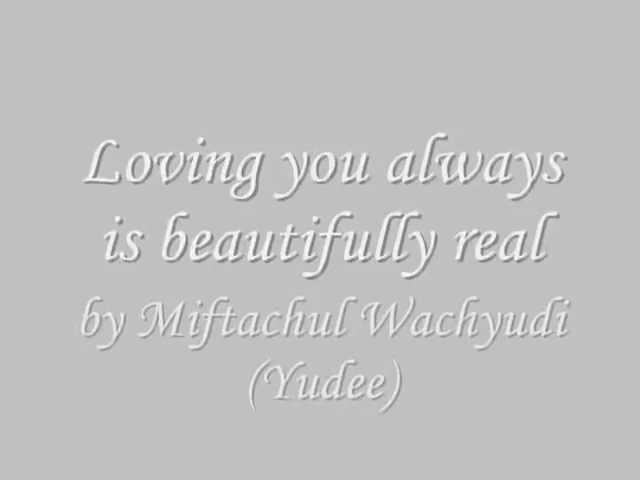 Loving you always
is beautifully real
by Miftachul Wachyudi
(Yudee)